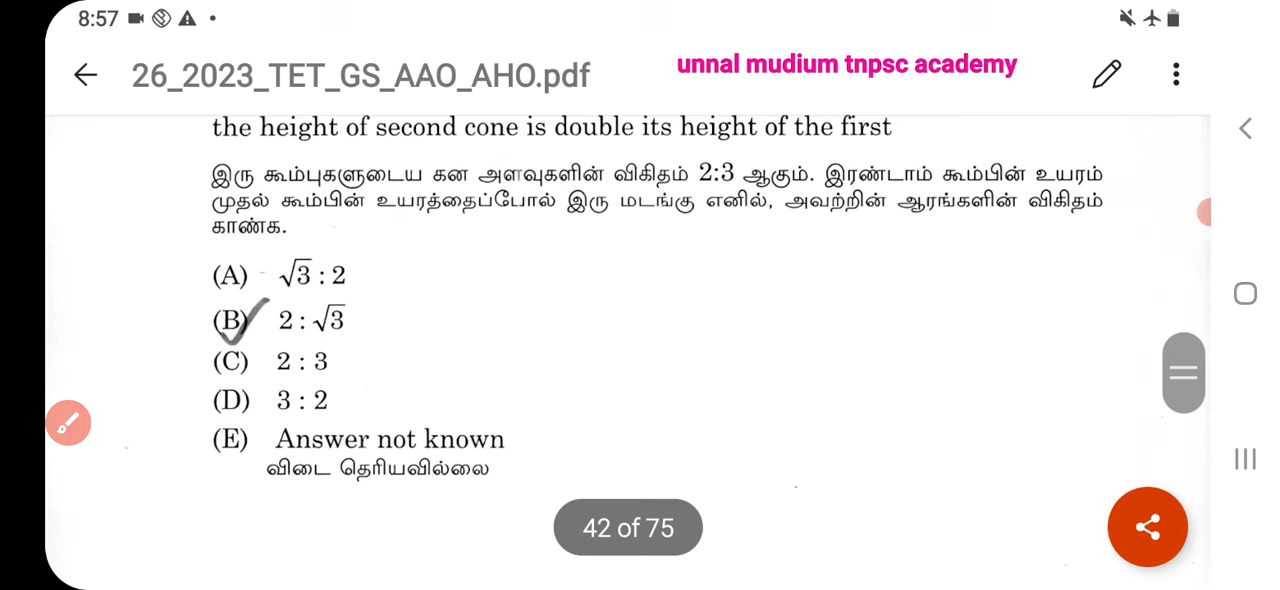 8:57
26_2023_TET_GS_AAO_AHO.pdf
unnal mudium tnpsc academy
the height of second cone is double its height of the first
இரு கூம்புகளுடைய கன அளவுகளின் விகிதம் 2:3 ஆகும். இரண்டாம் கூம்பின் உயரம்
முதல் கூம்பின் உயரத்தைப்போல் இரு மடங்கு எனில், அவற்றின் ஆரங்களின் விகிதம்
காண்க.
(A) √3 : 2
(B) 2 : √3
(C) 2 : 3
(D) 3 : 2
(E) Answer not known
விடை தெரியவில்லை
42 of 75